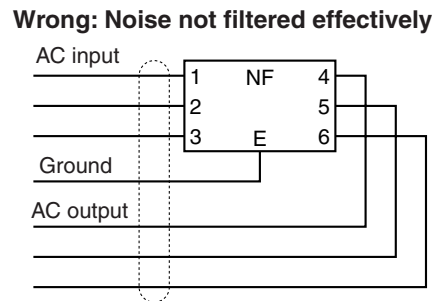 Wrong: Noise not filtered effectively
AC input
1 NF 4
2 5
3 E 6
Ground
AC output